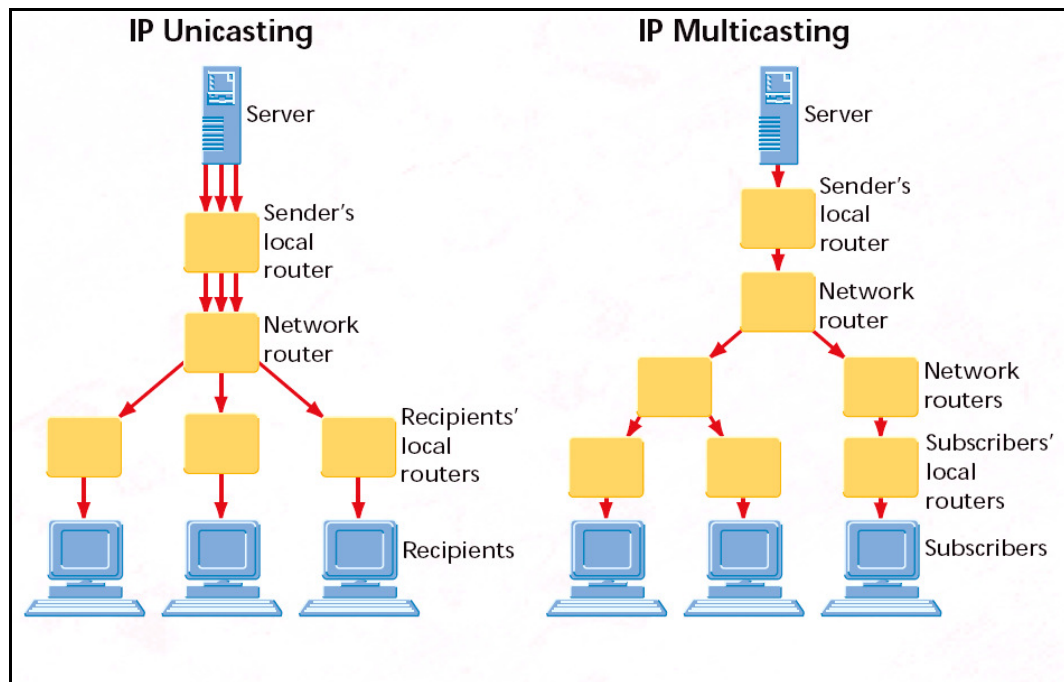 IP Unicasting
Server
Sender's
local
router
Network
router
Recipients'
local
routers
Recipients
IP Multicasting
Server
Sender's
local
router
Network
router
Network
routers
Subscribers'
local
routers
Subscribers